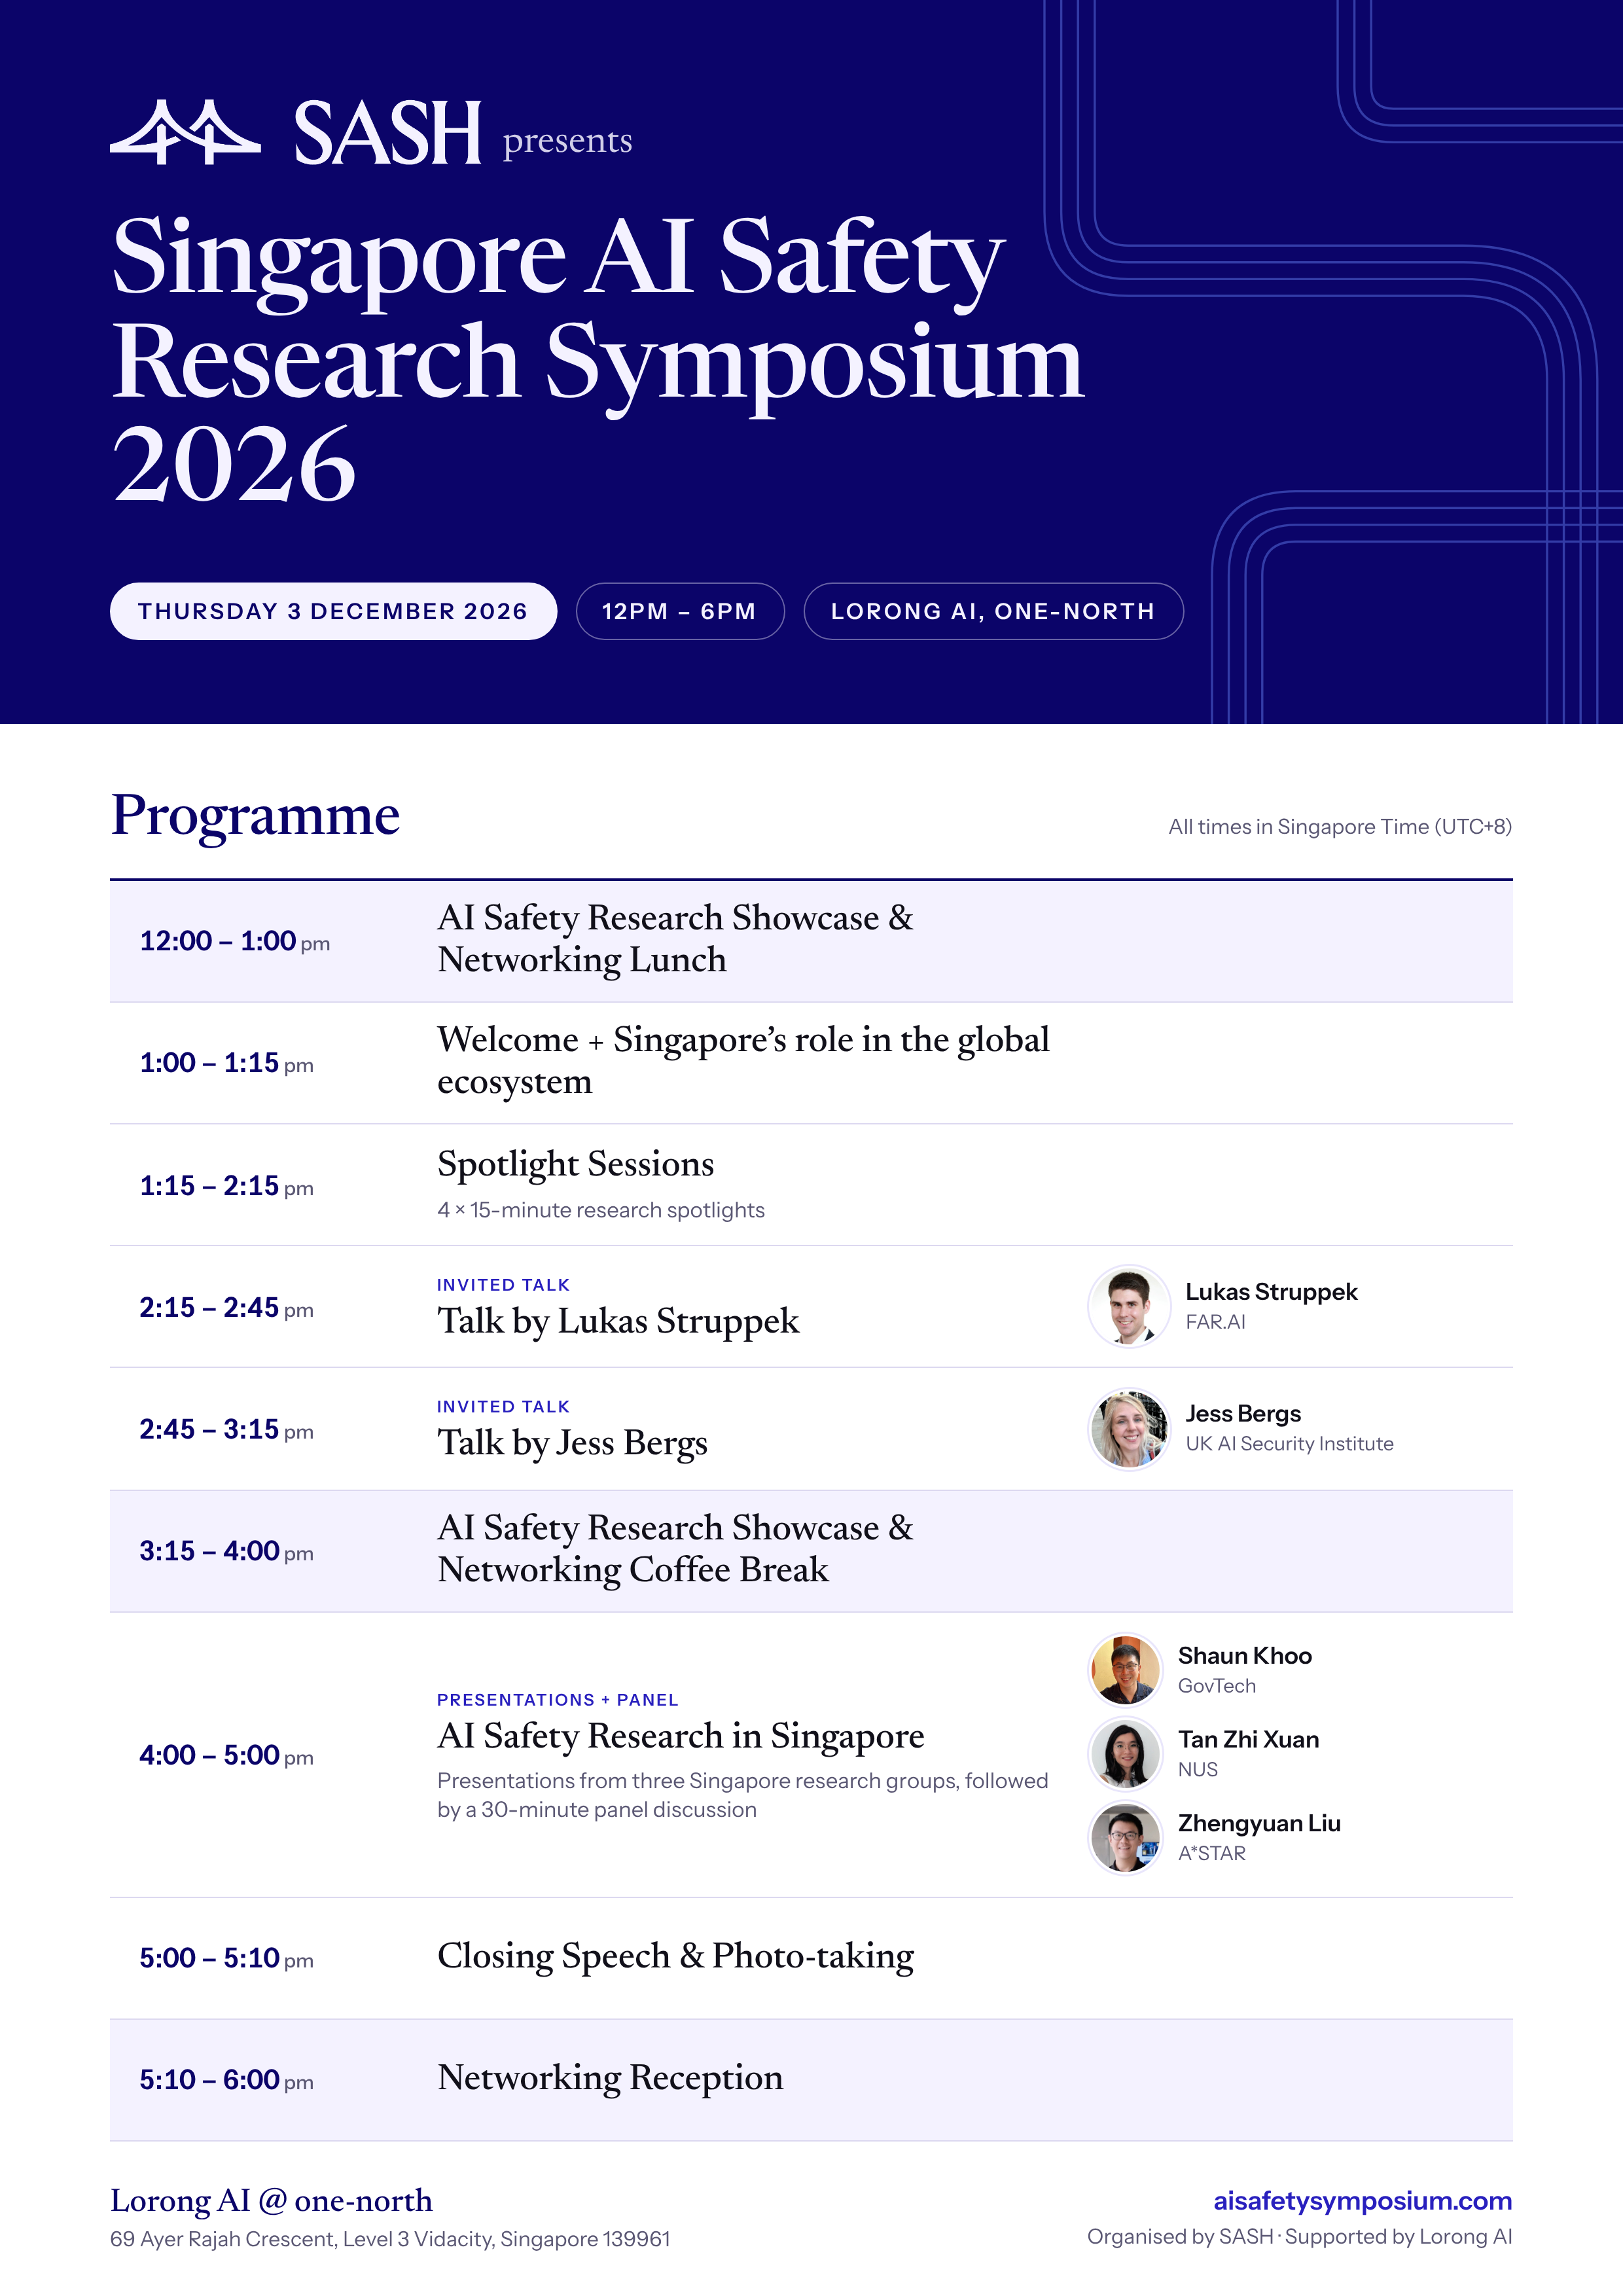 SASH presents
Singapore AI Safety
Research Symposium
2026
THURSDAY 3 DECEMBER 2026
12PM – 6PM
LORONG AI, ONE-NORTH
Programme
All times in Singapore Time (UTC+8)
12:00 – 1:00 pm
AI Safety Research Showcase &
Networking Lunch
1:00 – 1:15 pm
Welcome + Singapore’s role in the global
ecosystem
1:15 – 2:15 pm
Spotlight Sessions
4 × 15-minute research spotlights
2:15 – 2:45 pm
INVITED TALK
Talk by Lukas Struppek
Lukas Struppek
FAR.AI
2:45 – 3:15 pm
INVITED TALK
Talk by Jess Bergs
Jess Bergs
UK AI Security Institute
3:15 – 4:00 pm
AI Safety Research Showcase &
Networking Coffee Break
4:00 – 5:00 pm
PRESENTATIONS + PANEL
AI Safety Research in Singapore
Presentations from three Singapore research groups, followed
by a 30-minute panel discussion
Shaun Khoo
GovTech
Tan Zhi Xuan
NUS
Zhengyuan Liu
A*STAR
5:00 – 5:10 pm
Closing Speech & Photo-taking
5:10 – 6:00 pm
Networking Reception
Lorong AI @ one-north
69 Ayer Rajah Crescent, Level 3 Vidacity, Singapore 139961
aisafetysymposium.com
Organised by SASH · Supported by Lorong AI